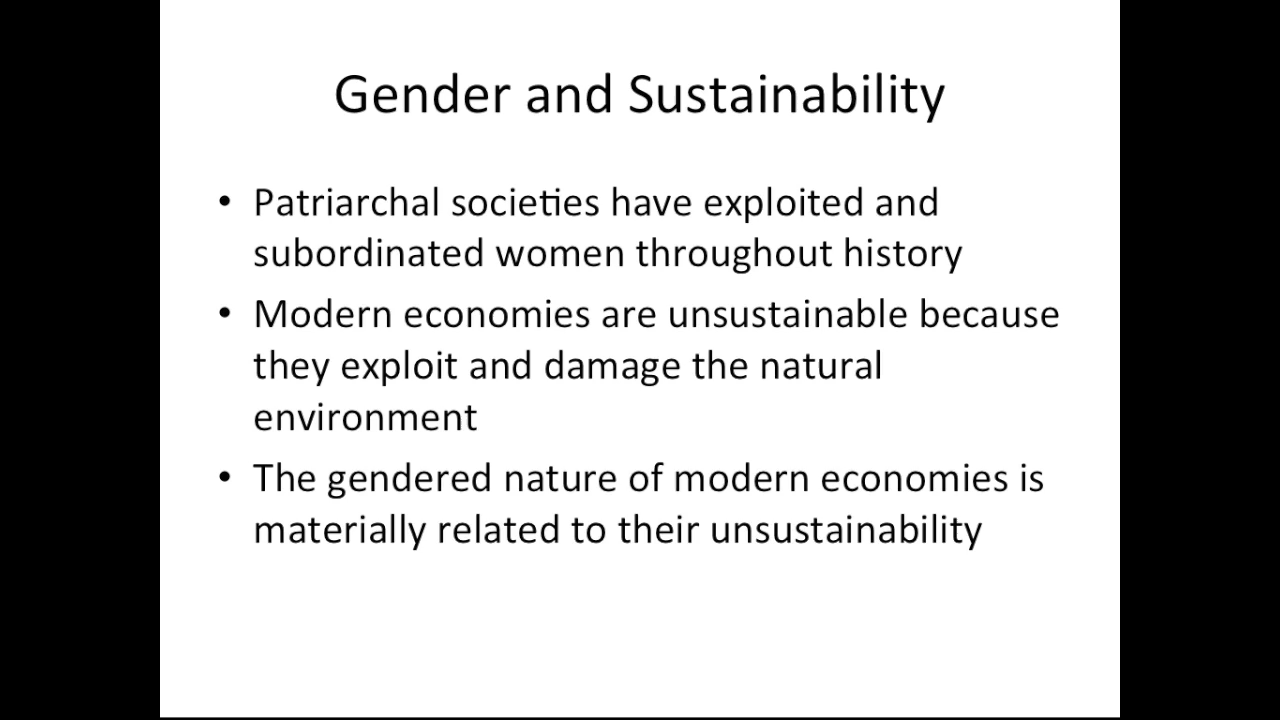 Gender and Sustainability
• Patriarchal societies have exploited and
subordinated women throughout history
• Modern economies are unsustainable because
they exploit and damage the natural
environment
• The gendered nature of modern economies is
materially related to their unsustainability